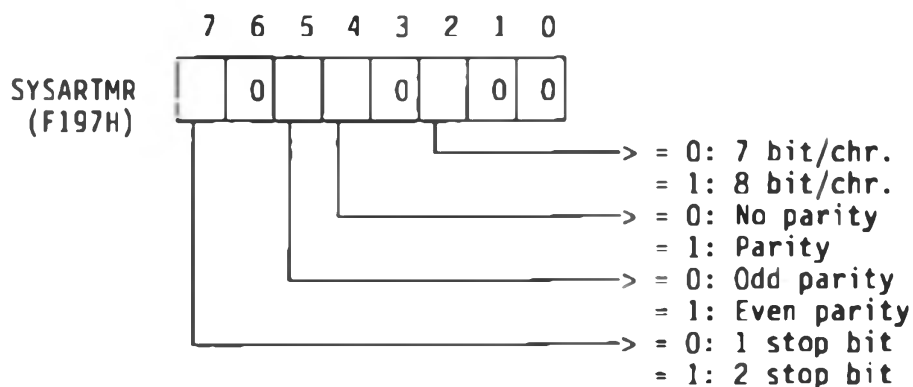 7 6 5 4 3 2 1 0
SYSARTMR
(F197H)
0 0 0 0
> = 0: 7 bit/chr.
= 1: 8 bit/chr.
> = 0: No parity
= 1: Parity
> = 0: Odd parity
= 1: Even parity
> = 0: 1 stop bit
= 1: 2 stop bit